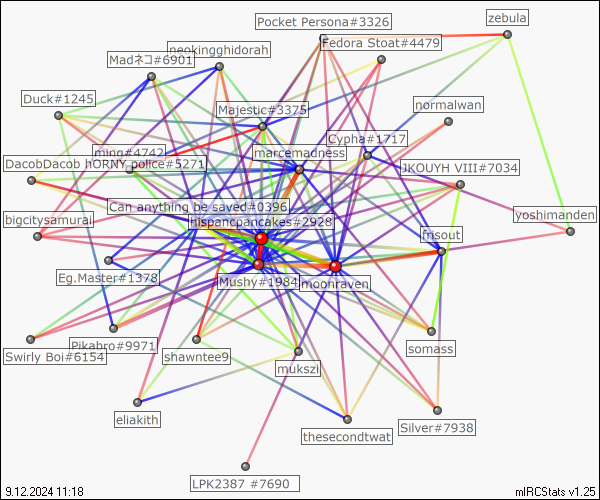 Pocket Persona#3326
zebula
Fedora Stoat#4479
neokingghidorah
Madネコ#6901
Duck#1245
Majestic#3375
normalwan
Cypha#1717
ming#4742
marcemadness
DacobDacob hORNY police#5271
JKOUYH VIII#7034
Can anything be saved#0396
yoshimanden
bigcitysamurai
hispancpancakes#2928
frisout
Eg.Master#1378
Mushy#1984
moonraven
Pikabro#9971
Swirly Boi#6154
shawntee9
somass
mukszi
eliakith
thesecondtwat
Silver#7938
LPK2387 #7690
9.12.2024 11:18
mIRCStats v1.25